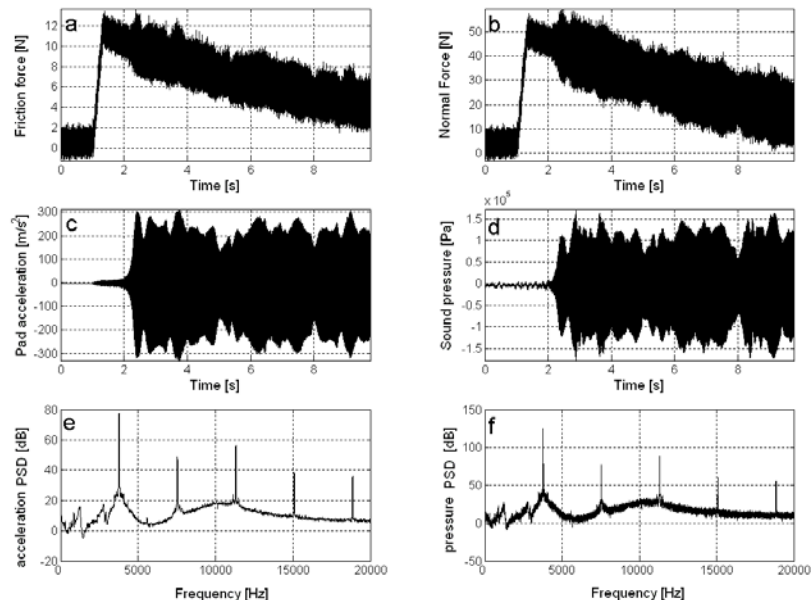 a
Friction force [N]
12
10
8
6
4
2
0
0 2 4 6 8
Time [s]
b
Normal Force [N]
50
40
30
20
10
0
0 2 4 6 8
Time [s]
c
Pad acceleration [m/s²]
300
200
100
0
-100
-200
-300
0 2 4 6 8
Time [s]
d
x 10⁵
Sound pressure [Pa]
1.5
1
0.5
0
-0.5
-1
-1.5
0 2 4 6 8
Time [s]
e
acceleration PSD [dB]
80
60
40
20
0
-20
0 5000 10000 15000 20000
Frequency [Hz]
f
pressure PSD [dB]
150
100
50
0
-50
0 5000 10000 15000 20000
Frequency [Hz]